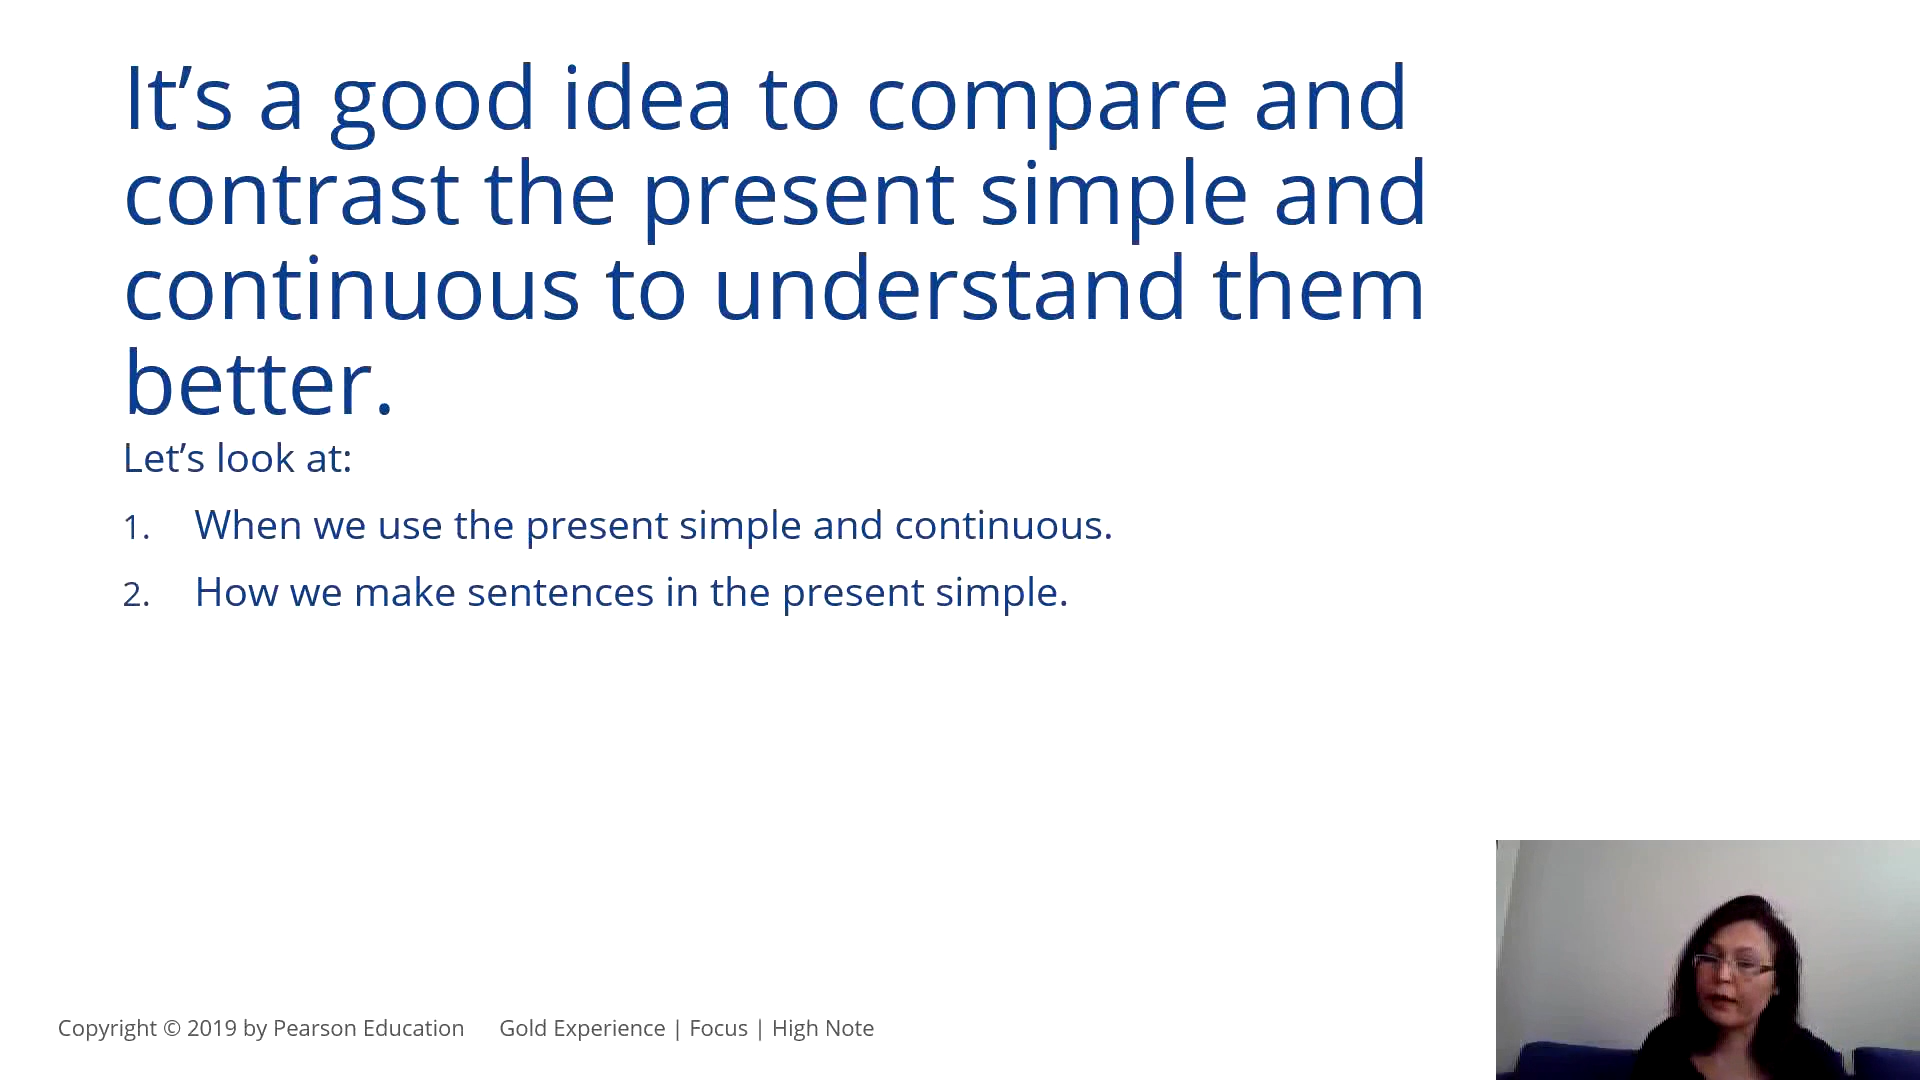 It’s a good idea to compare and
contrast the present simple and
continuous to understand them
better.
Let’s look at:
1. When we use the present simple and continuous.
2. How we make sentences in the present simple.
Copyright © 2019 by Pearson Education Gold Experience | Focus | High Note